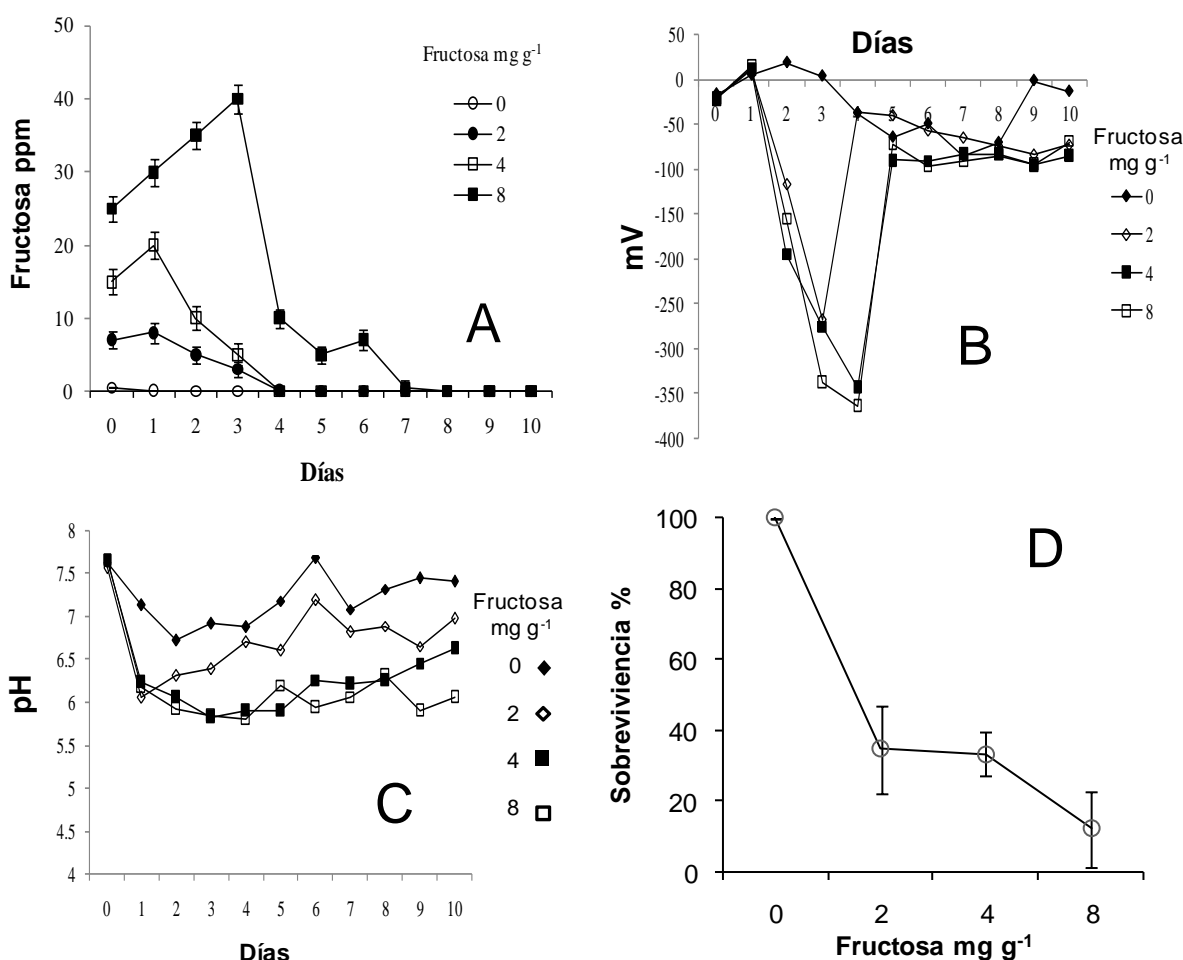 50
40
30
20
10
0
Fructosa ppm
Fructosa mg g-1
0
2
4
8
A
0 1 2 3 4 5 6 7 8 9 10
Días
50
0
-50
-100
-150
-200
-250
-300
-350
-400
mV
Días
0 1 2 3 4 5 6 7 8 9 10
Fructosa
mg g-1
0
2
4
8
B
8
7.5
7
6.5
6
5.5
5
4.5
4
pH
Fructosa
mg g-1
0
2
4
8
C
0 1 2 3 4 5 6 7 8 9 10
Días
100
80
60
40
20
0
Sobreviviencia %
D
0 2 4 8
Fructosa mg g-1